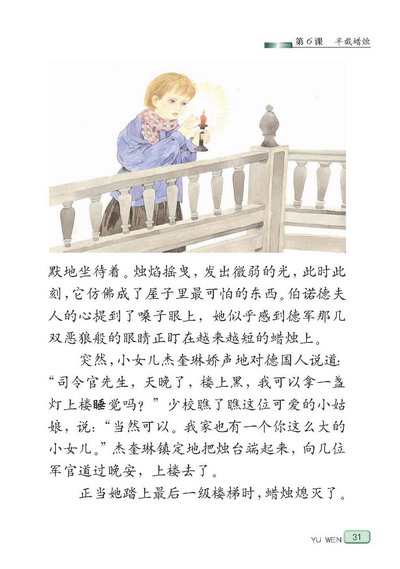 第6课 半截蜡烛
默地坐待着。烛焰摇曳，发出微弱的光，此时此
刻，它仿佛成了屋子里最可怕的东西。伯诺德夫
人的心提到了嗓子眼上，她似乎感到德军那几
双恶狼般的眼睛正盯在越来越短的蜡烛上。
突然，小女儿杰奎琳娇声地对德国人说道：
“司令官先生，天晚了，楼上黑，我可以拿一盏
灯上楼睡觉吗？”少校瞧了瞧这位可爱的小姑
娘，说：“当然可以。我家也有一个你这么大的
小女儿。”杰奎琳镇定地把烛台端起来，向几位
军官道过晚安，上楼去了。
正当她踏上最后一级楼梯时，蜡烛熄灭了。
YU WEN 31